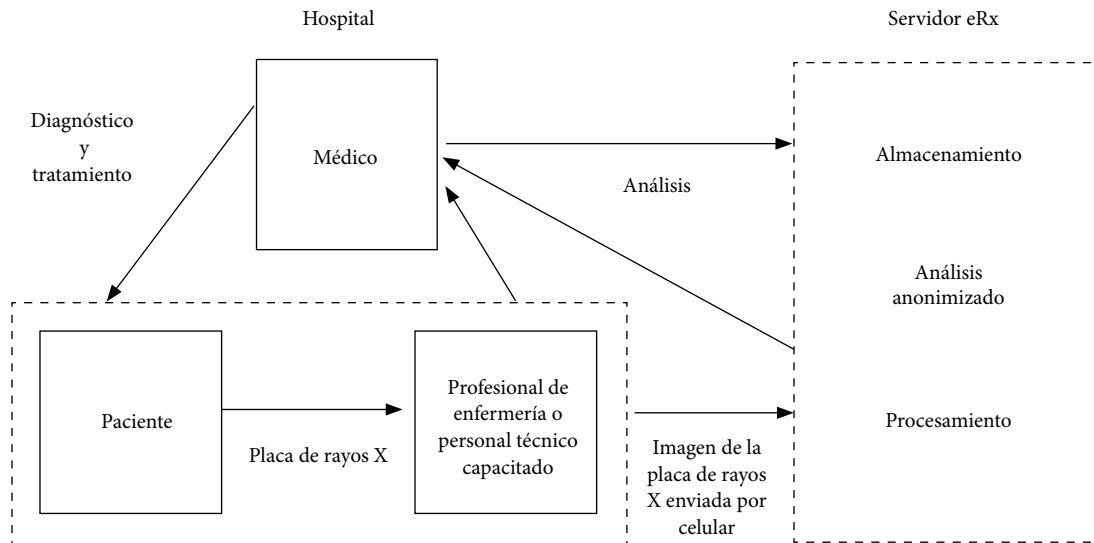 Hospital
Servidor eRx
Diagnóstico
y
tratamiento
Médico
Análisis
Almacenamiento
Análisis
anonimizado
Procesamiento
Paciente
Placa de rayos X
Profesional de
enfermería o
personal técnico
capacitado
Imagen de la
placa de rayos
X enviada por
celular